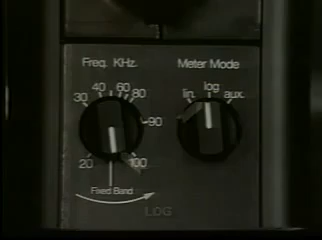 Freq. KHz.
Meter Mode
30 40 60 80 90 100 20
lin. log aux.
Fixed Band
LOG